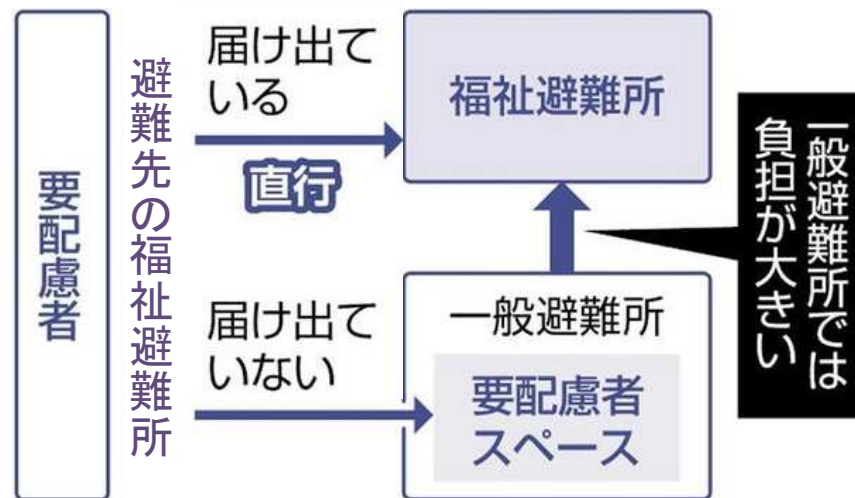 要配慮者
避難先の福祉避難所
届け出て
いる
直行
福祉避難所
届け出て
いない
一般避難所
要配慮者
スペース
一般避難所では
負担が大きい